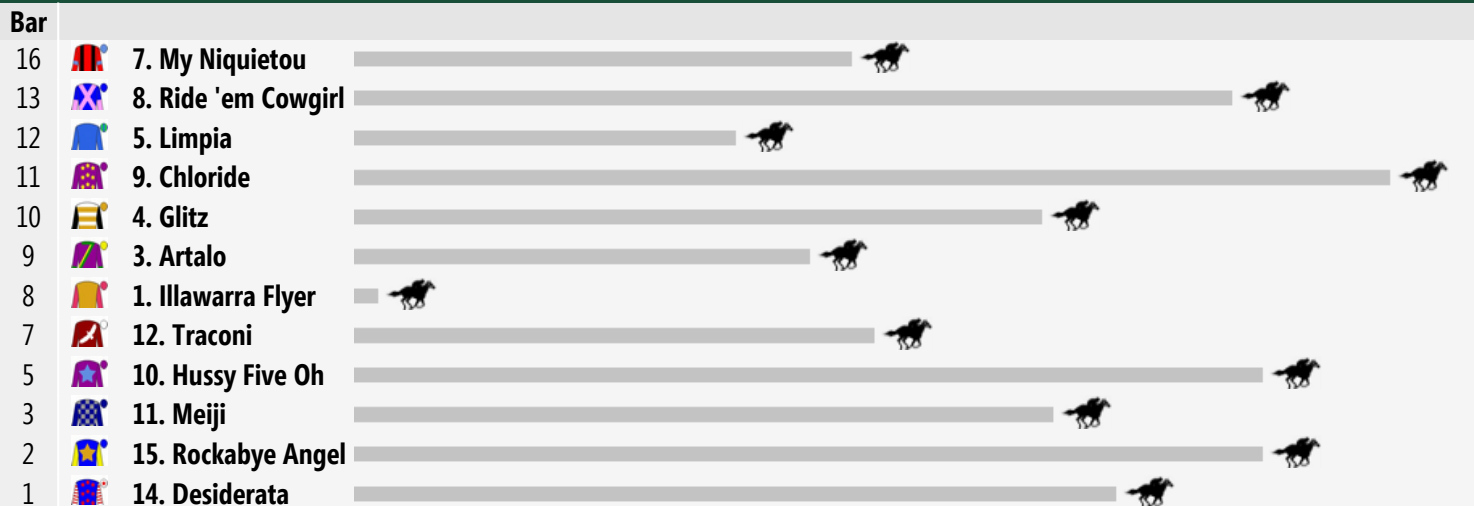 Bar
16 7. My Niquietou
13 8. Ride 'em Cowgirl
12 5. Limpia
11 9. Chloride
10 4. Glitz
9 3. Artalo
8 1. Illawarra Flyer
7 12. Traconi
5 10. Hussy Five Oh
3 11. Meiji
2 15. Rockabye Angel
1 14. Desiderata